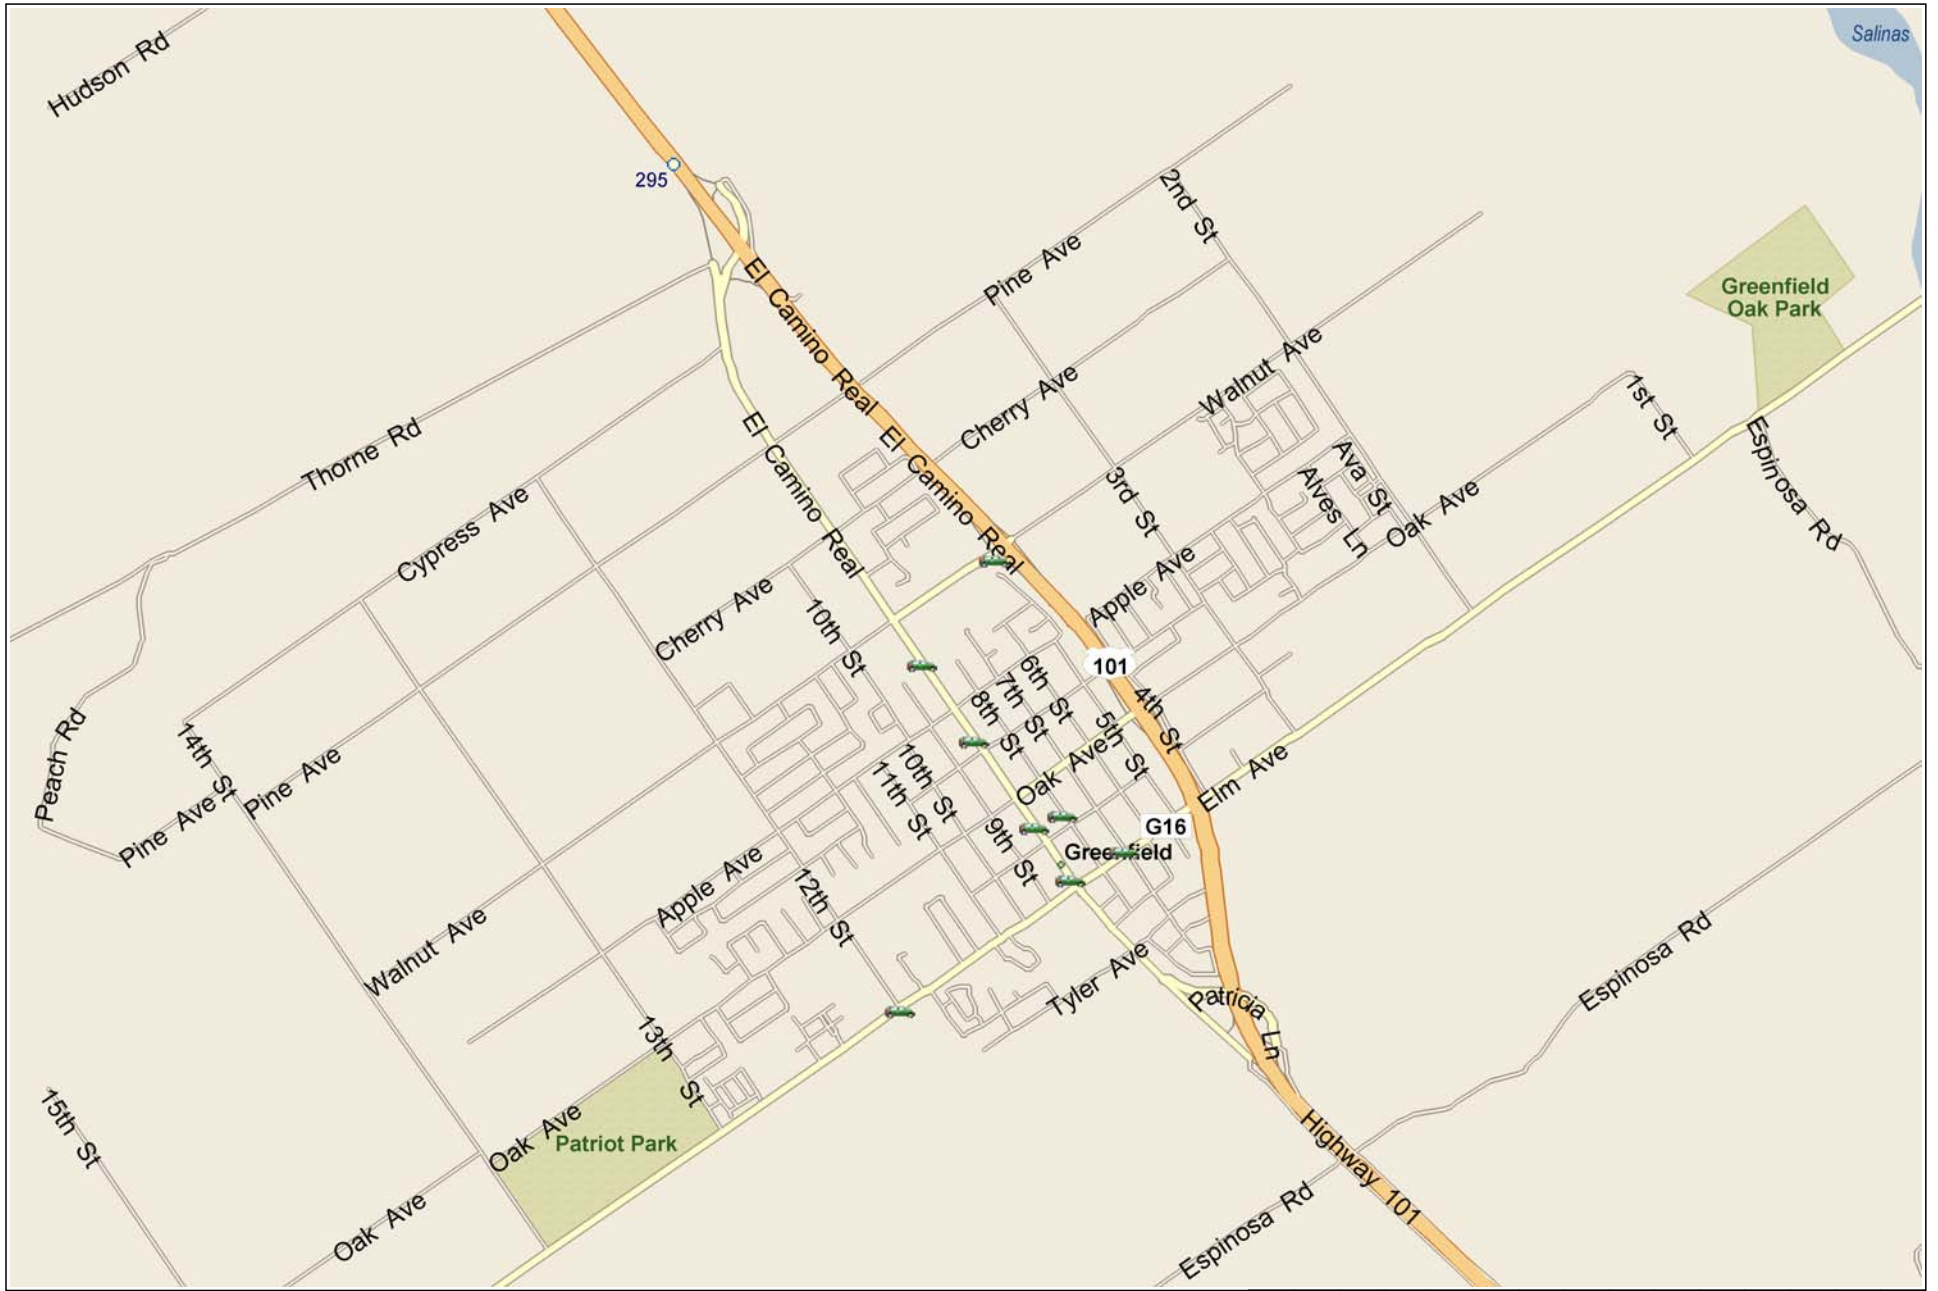 Hudson Rd
Salinas
295
2nd St
Pine Ave
El Camino Real
Greenfield
Oak Park
Walnut Ave
Cherry Ave
El Camino Real
1st St
Espinosa Rd
Thorne Rd
El Camino Real
Ava St
Alves Ln
3rd St
Oak Ave
Cypress Ave
Apple Ave
Cherry Ave
10th St
101
6th St
7th St
8th St
4th St
5th St
Peach Rd
14th St
Pine Ave
Pine Ave
Oak Ave
10th St
11th St
Elm Ave
G16
9th St
Greenfield
Apple Ave
12th St
Walnut Ave
Tyler Ave
Patricia Ln
Espinosa Rd
13th St
15th St
Oak Ave
Patriot Park
Highway 101
Oak Ave
Espinosa Rd